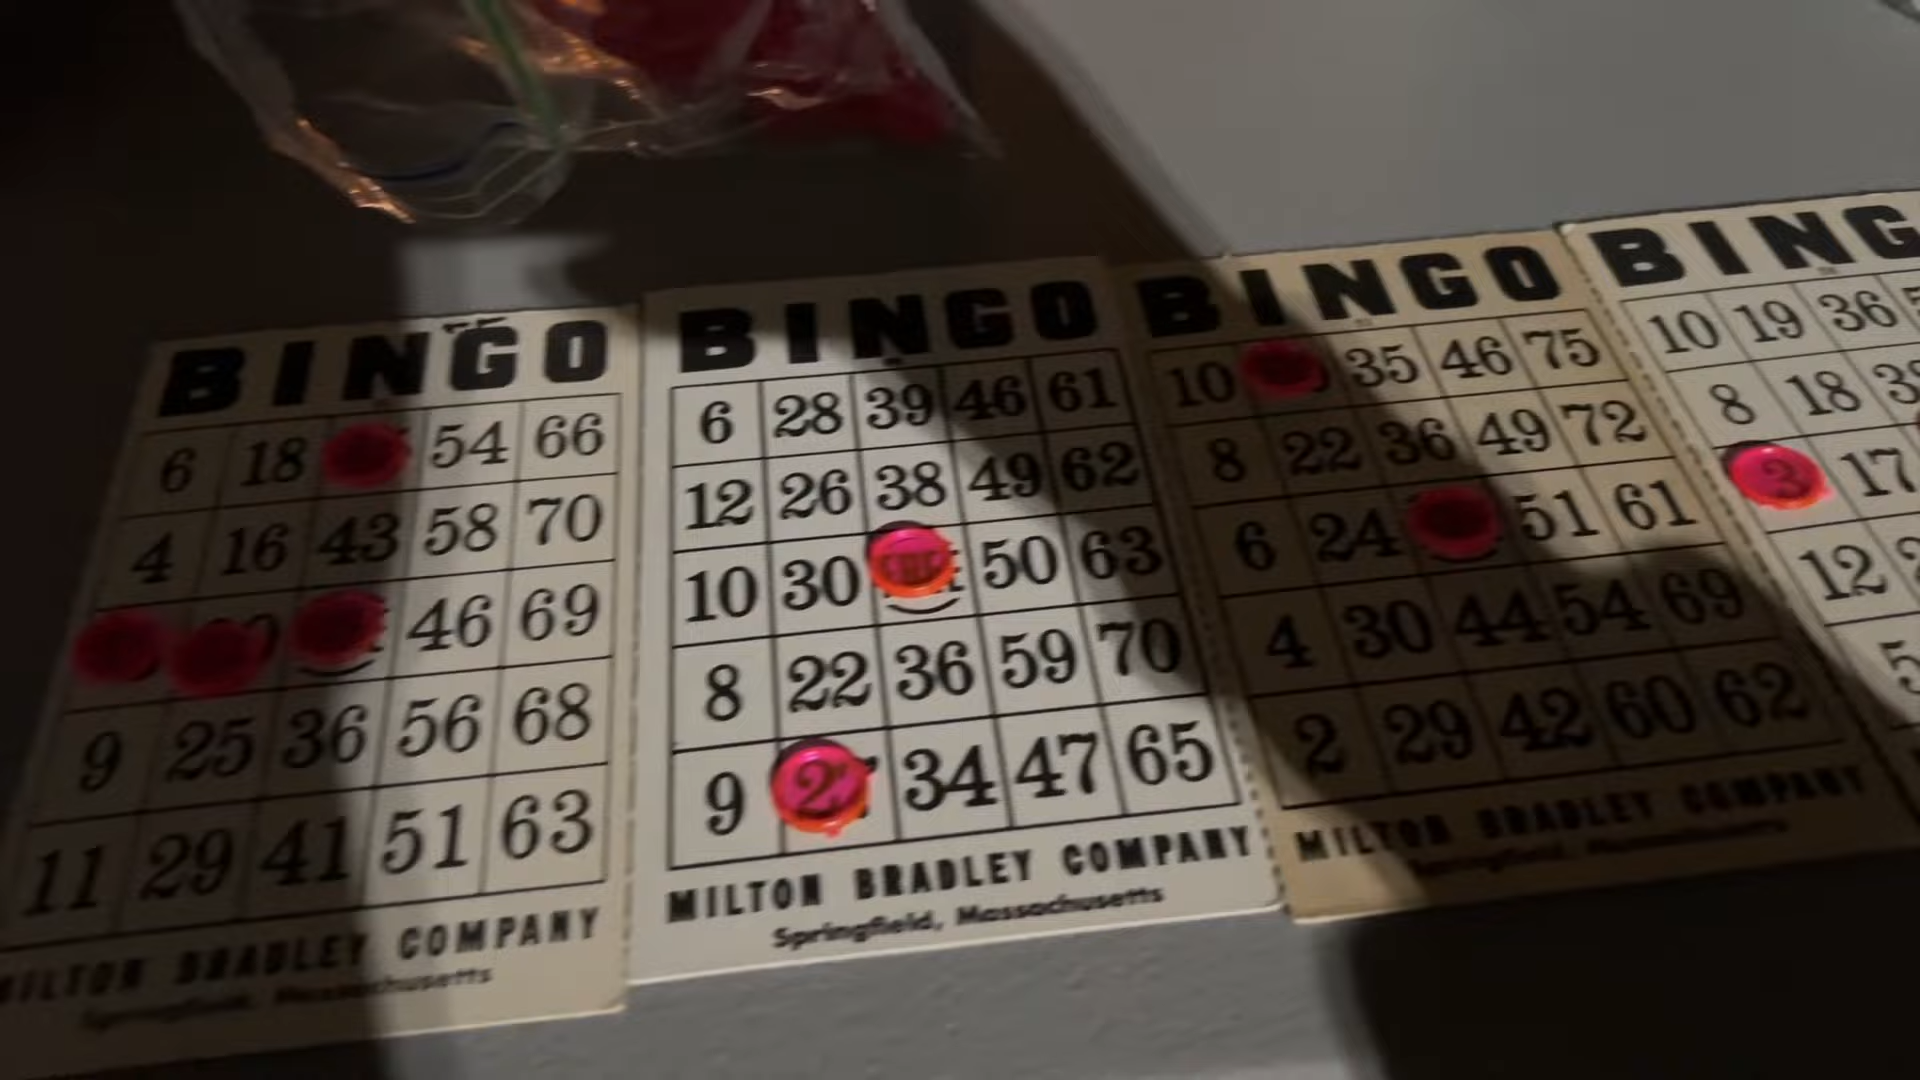 BINGO
6 18 54 66
4 16 43 58 70
46 69
9 25 36 56 68
11 29 41 51 63
MILTON BRADLEY COMPANY
Springfield, Massachusetts
BINGO
6 28 39 46 61
12 26 38 49 62
10 30 50 63
8 22 36 59 70
9 34 47 65
MILTON BRADLEY COMPANY
Springfield, Massachusetts
BINGO
10 35 46 75
8 22 36 49 72
6 24 51 61
4 30 44 54 69
2 29 42 60 62
MILTON BRADLEY COMPANY
Springfield, Massachusetts
BING
10 19 36
8 18
3 17
12
5